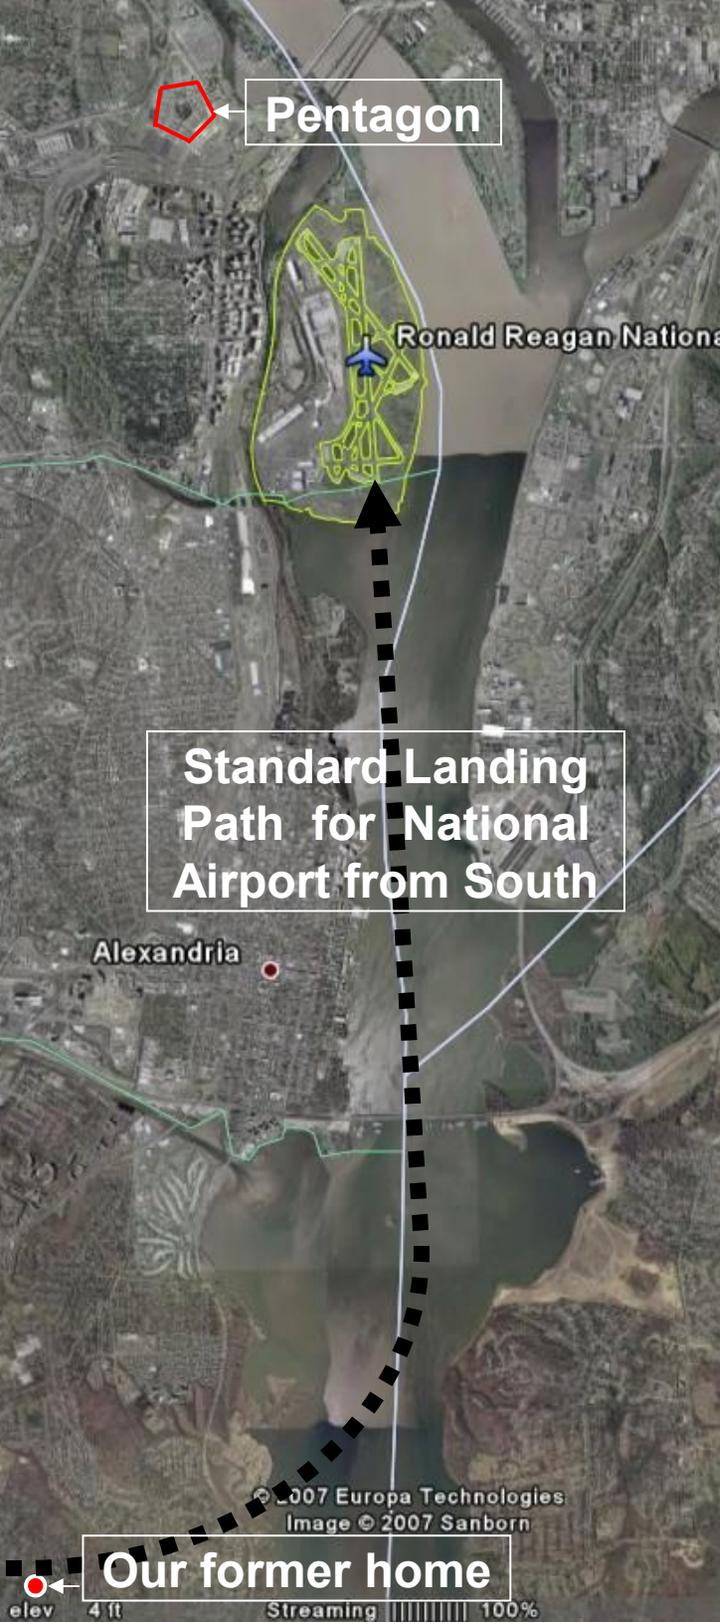 Pentagon
Ronald Reagan Nationa
Standard Landing
Path for National
Airport from South
Alexandria
© 2007 Europa Technologies
Image © 2007 Sanborn
Our former home
elev 4 ft Streaming 100%